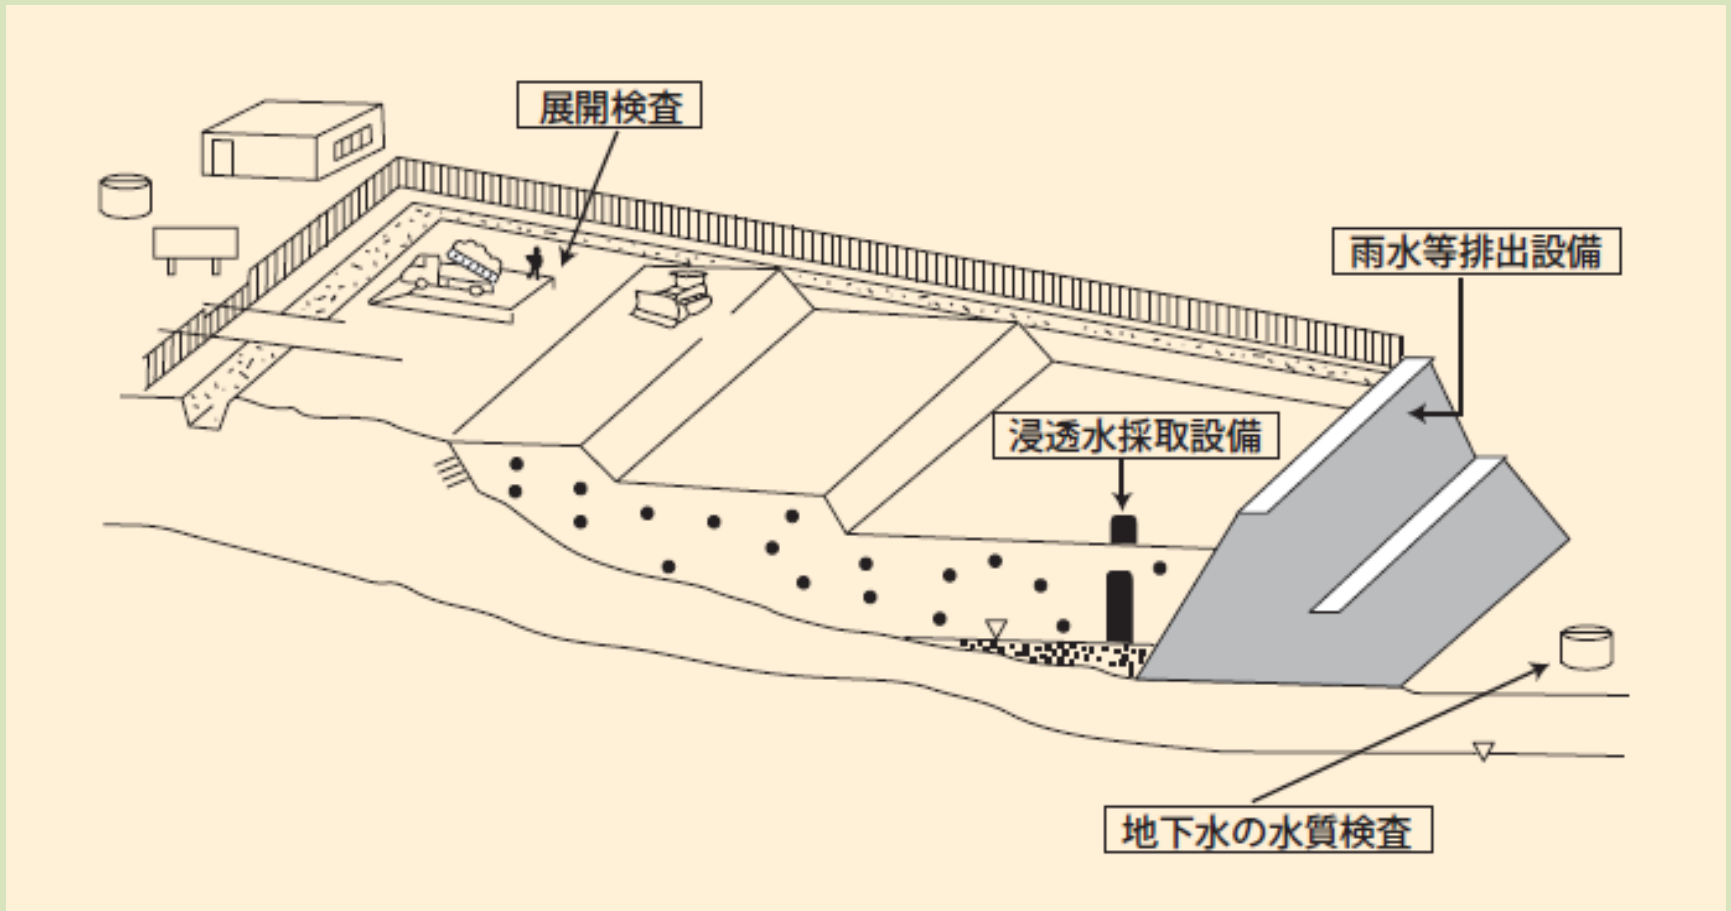 展開検査
雨水等排出設備
浸透水採取設備
地下水の水質検査